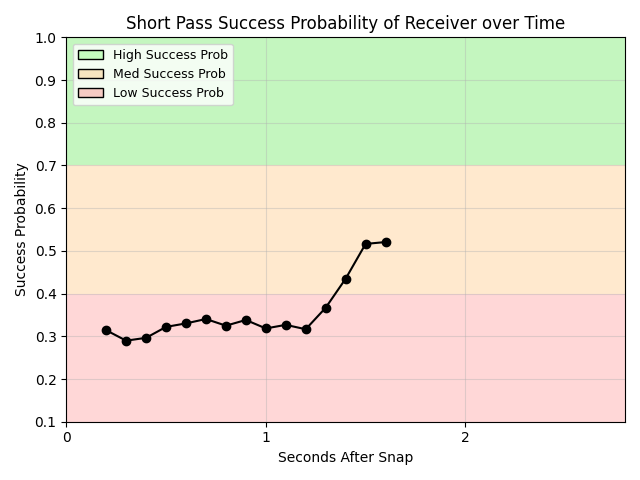 Short Pass Success Probability of Receiver over Time
High Success Prob
Med Success Prob
Low Success Prob
Success Probability
1.0
0.9
0.8
0.7
0.6
0.5
0.4
0.3
0.2
0.1
0
1
2
Seconds After Snap